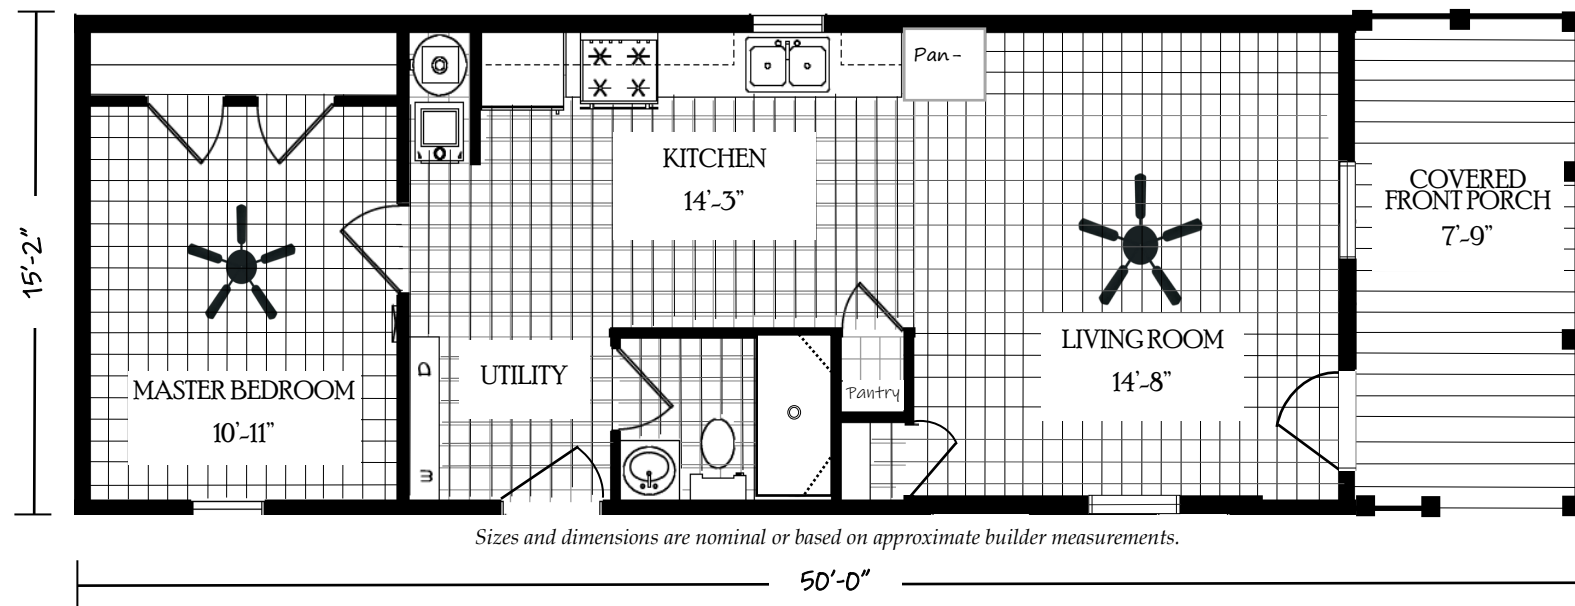 Pan-
KITCHEN
14'-3"
COVERED
FRONT PORCH
7'-9"
15'-2"
LIVING ROOM
14'-8"
UTILITY
D
W
MASTER BEDROOM
10'-11"
Pantry
Sizes and dimensions are nominal or based on approximate builder measurements.
50'-0"